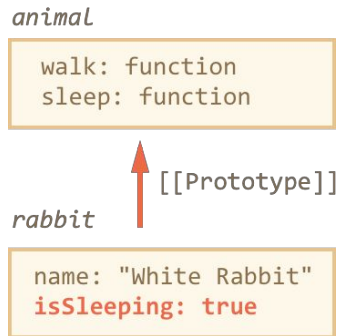 animal
walk: function
sleep: function
[[Prototype]]
rabbit
name: "White Rabbit"
isSleeping: true